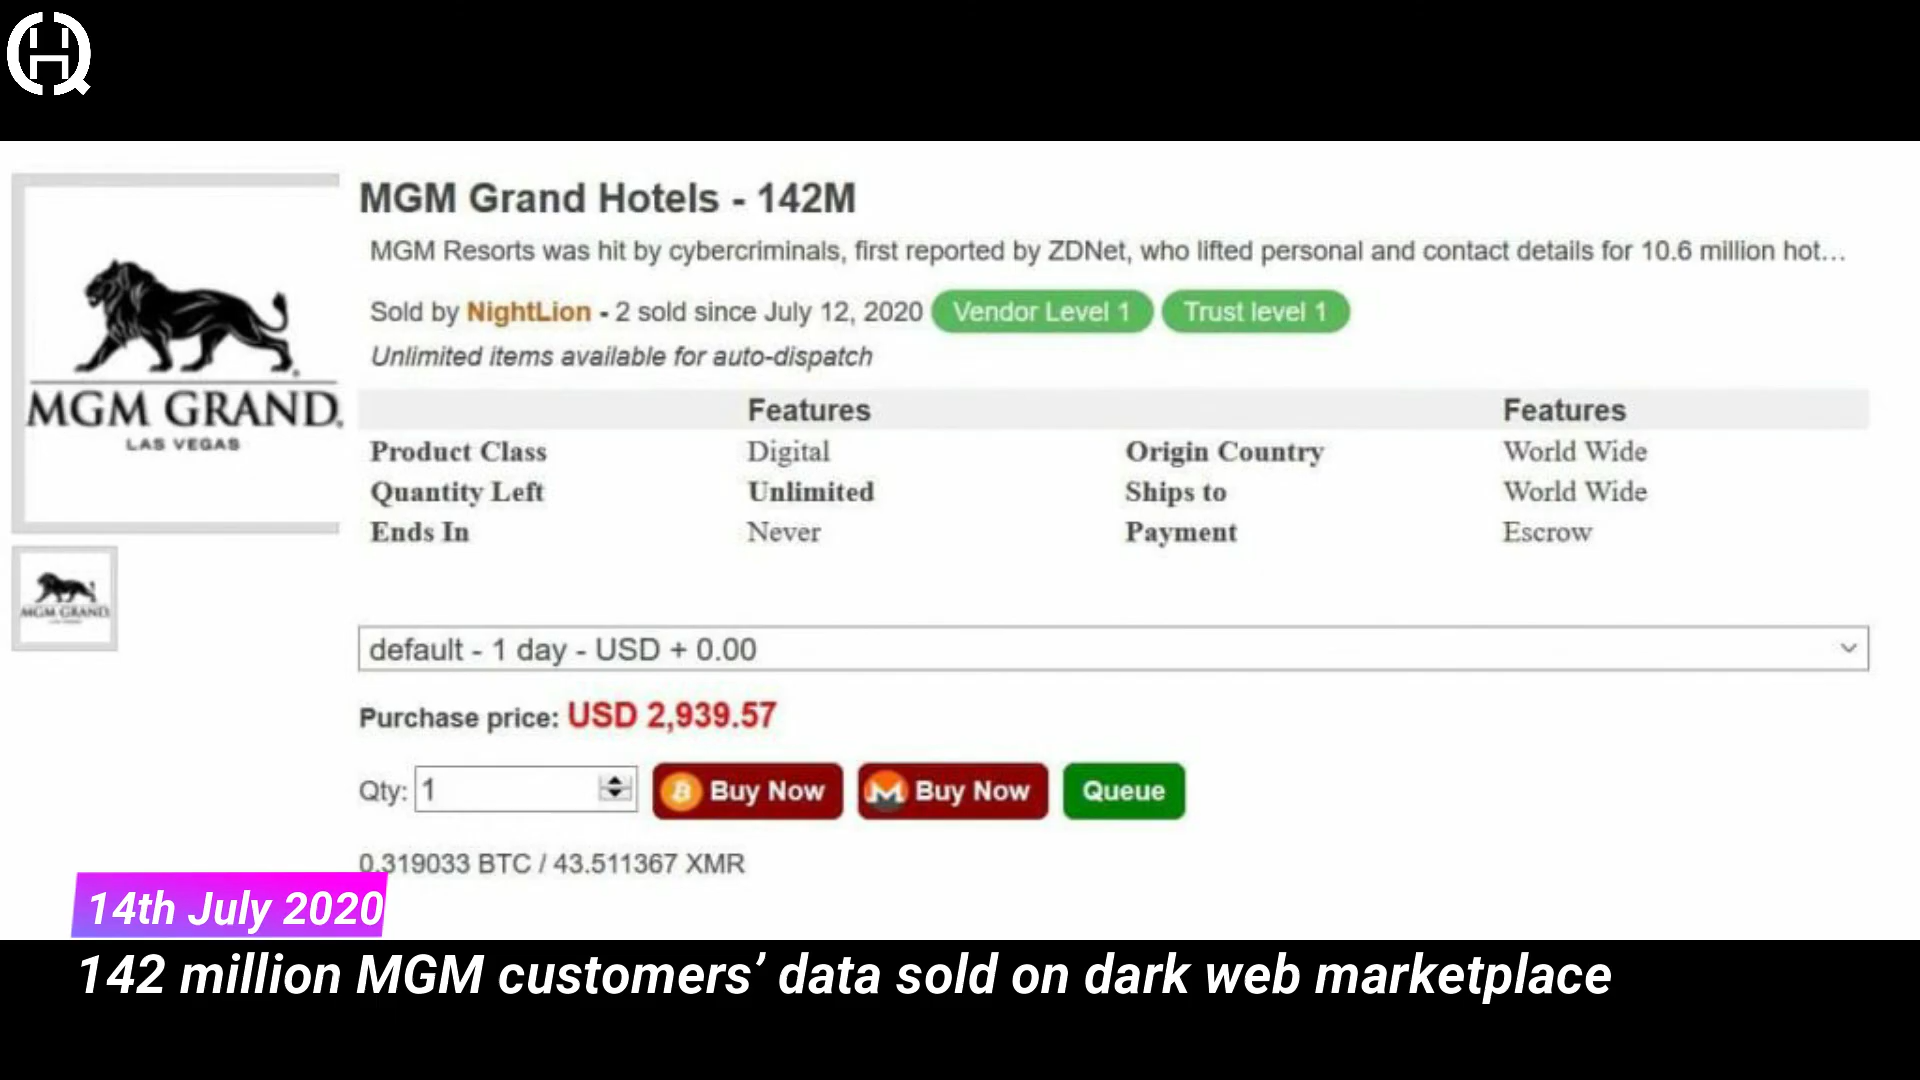 HQ
MGM Grand Hotels - 142M
MGM Resorts was hit by cybercriminals, first reported by ZDNet, who lifted personal and contact details for 10.6 million hot...
Sold by NightLion - 2 sold since July 12, 2020 Vendor Level 1 Trust level 1
Unlimited items available for auto-dispatch
MGM GRAND
LAS VEGAS
Features Features
Product Class Digital Origin Country World Wide
Quantity Left Unlimited Ships to World Wide
Ends In Never Payment Escrow
MGM GRAND
default - 1 day - USD + 0.00
Purchase price: USD 2,939.57
Qty: 1 Buy Now Buy Now Queue
0.319033 BTC / 43.511367 XMR
14th July 2020
142 million MGM customers’ data sold on dark web marketplace